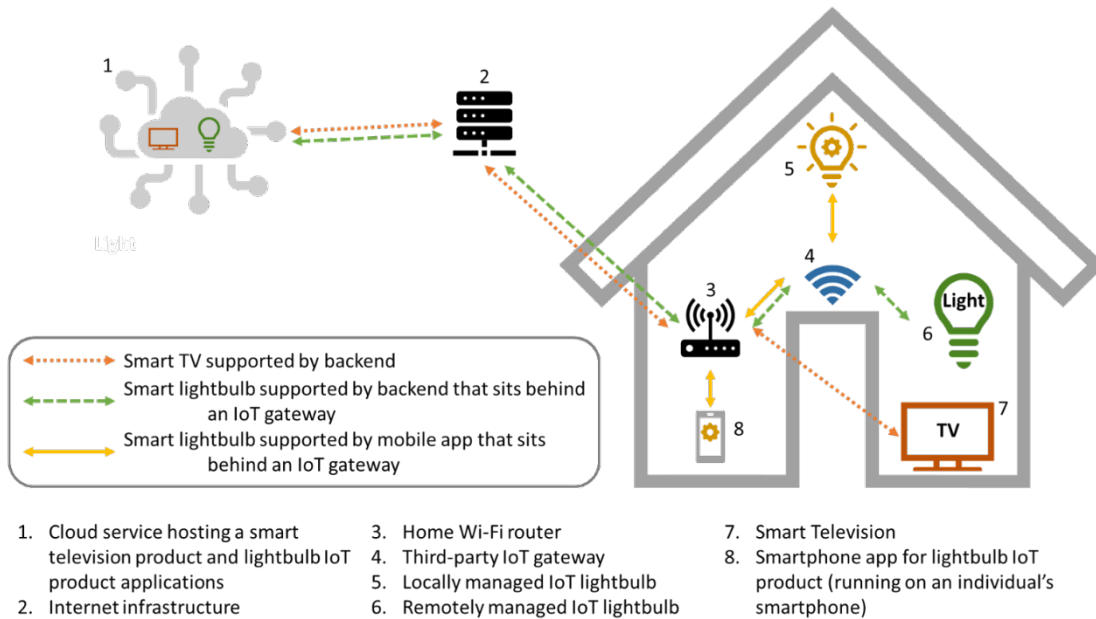 1
2
5
4
3
Light
Light
6
7
TV
8
Smart TV supported by backend
Smart lightbulb supported by backend that sits behind
an IoT gateway
Smart lightbulb supported by mobile app that sits
behind an IoT gateway
1. Cloud service hosting a smart
television product and lightbulb IoT
product applications
2. Internet infrastructure
3. Home Wi-Fi router
4. Third-party IoT gateway
5. Locally managed IoT lightbulb
6. Remotely managed IoT lightbulb
7. Smart Television
8. Smartphone app for lightbulb IoT
product (running on an individual's
smartphone)